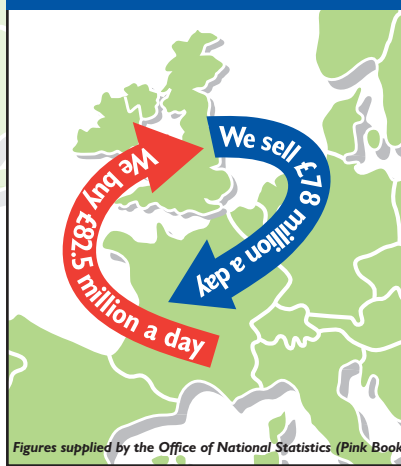 We sell £78 million a day
We buy £82.5 million a day
Figures supplied by the Office of National Statistics (Pink Book